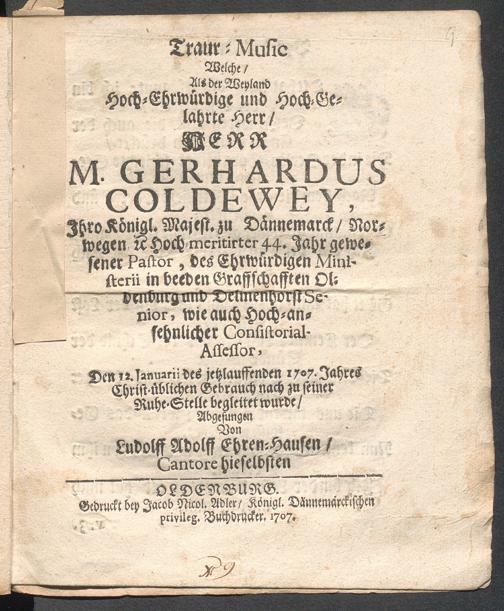 Traur-Music
Welche/
Als der Weyland
Hoch-Ehrwürdige und Hoch-Ge-
lahrte Herr/
HERR
M. GERHARDUS
COLDEWEY,
Ihro Königl. Majest. zu Dännemarck/ Nor-
wegen ꝛc Hoch meritirter 44. Jahr gewe-
sener Pastor, des Ehrwürdigen Mini-
sterii in beeden Graffschafften Ol-
denburg und Delmenhorst Se-
nior, wie auch Hoch-an-
sehnlicher Consistorial-
Assessor,
Den 12. Januarii des jetzlauffenden 1707. Jahres
Christ-üblichen Gebrauch nach zu seiner
Ruhe-Stelle begleitet wurde/
Abgesungen
Von
Ludolff Adolff Ehren-Hausen/
Cantore hieselbsten
OLDENBURG.
Gedruckt bey Jacob Nicol. Adler/ Königl. Dännemärckischen
privileg. Buchdrucker. 1707.